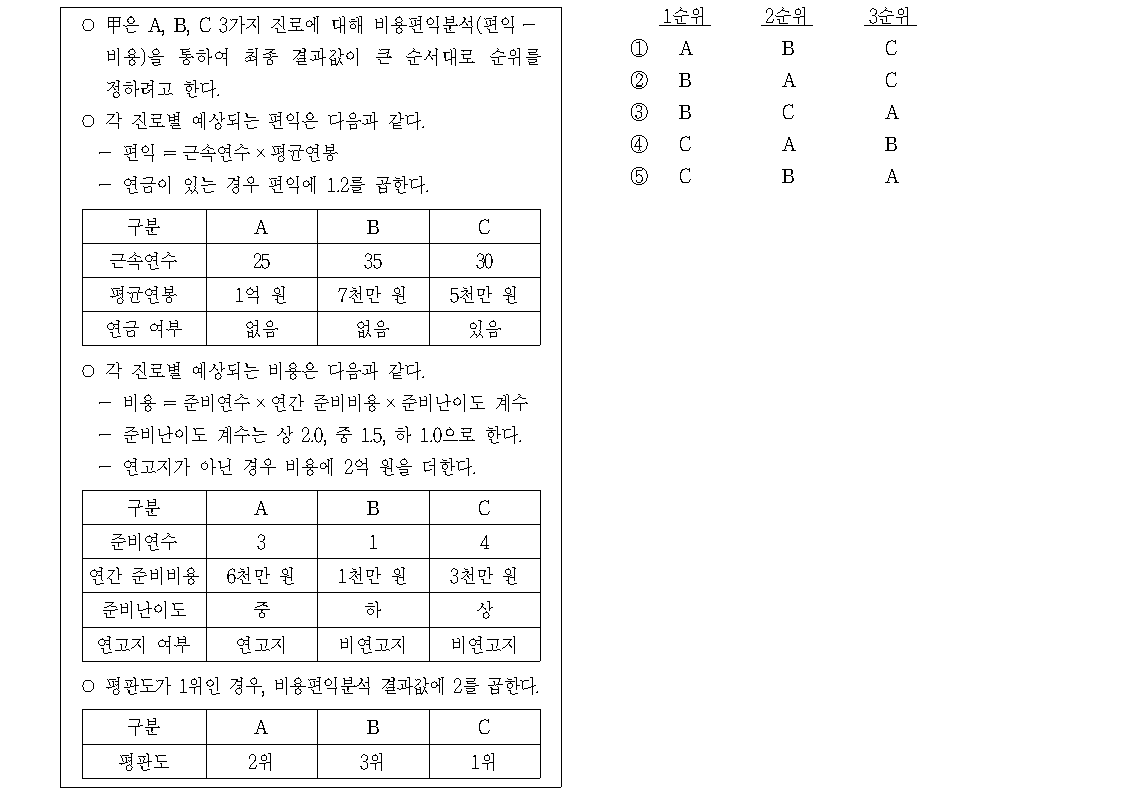 ○ 甲은 A, B, C 3가지 진로에 대해 비용편익분석(편익 －
비용)을 통하여 최종 결과값이 큰 순서대로 순위를
정하려고 한다.
○ 각 진로별 예상되는 편익은 다음과 같다.
－ 편익 = 근속연수 × 평균연봉
－ 연금이 있는 경우 편익에 1.2를 곱한다.
구분 A B C
근속연수 25 35 30
평균연봉 1억 원 7천만 원 5천만 원
연금 여부 없음 없음 있음
○ 각 진로별 예상되는 비용은 다음과 같다.
－ 비용 = 준비연수 × 연간 준비비용 × 준비난이도 계수
－ 준비난이도 계수는 상 2.0, 중 1.5, 하 1.0으로 한다.
－ 연고지가 아닌 경우 비용에 2억 원을 더한다.
구분 A B C
준비연수 3 1 4
연간 준비비용 6천만 원 1천만 원 3천만 원
준비난이도 중 하 상
연고지 여부 연고지 비연고지 비연고지
○ 평판도가 1위인 경우, 비용편익분석 결과값에 2를 곱한다.
구분 A B C
평판도 2위 3위 1위
1순위 2순위 3순위
① A B C
② B A C
③ B C A
④ C A B
⑤ C B A